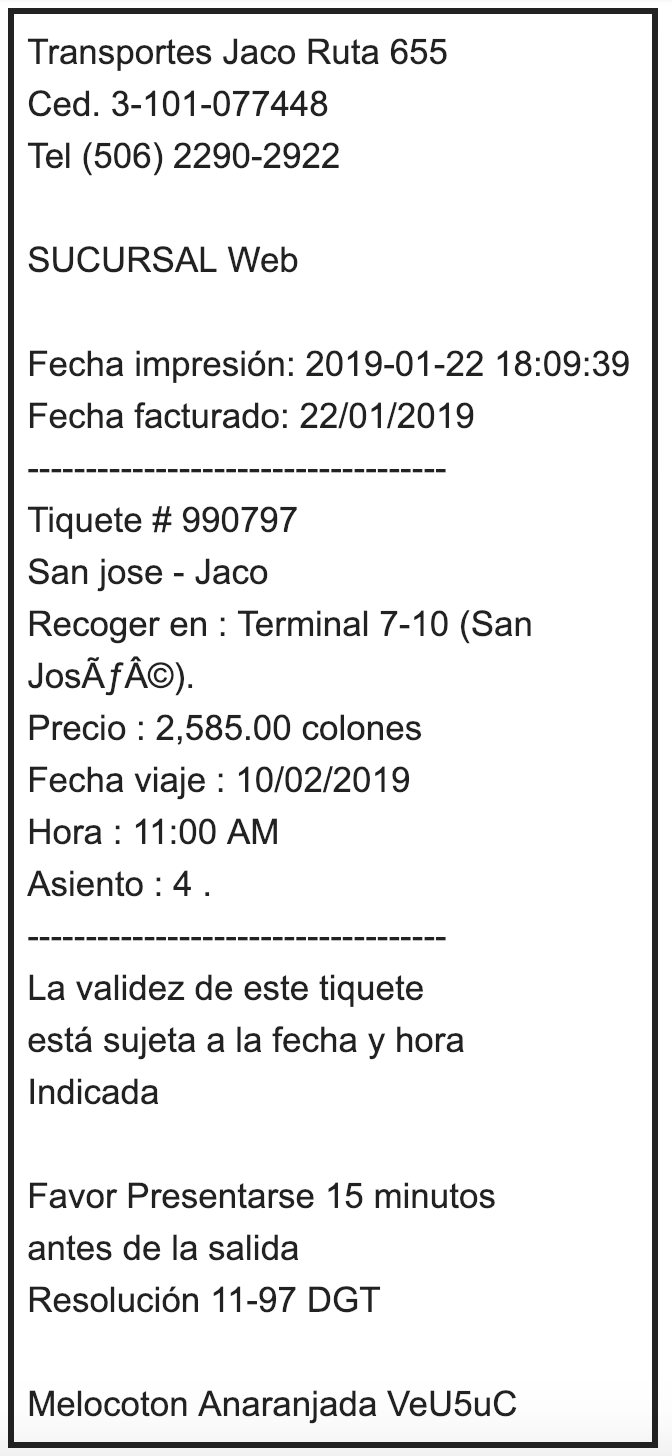 Transportes Jaco Ruta 655
Ced. 3-101-077448
Tel (506) 2290-2922
SUCURSAL Web
Fecha impresión: 2019-01-22 18:09:39
Fecha facturado: 22/01/2019
------------------------------------
Tiquete # 990797
San jose - Jaco
Recoger en : Terminal 7-10 (San
JosÃƒÂ©).
Precio : 2,585.00 colones
Fecha viaje : 10/02/2019
Hora : 11:00 AM
Asiento : 4 .
------------------------------------
La validez de este tiquete
está sujeta a la fecha y hora
Indicada
Favor Presentarse 15 minutos
antes de la salida
Resolución 11-97 DGT
Melocoton Anaranjada VeU5uC